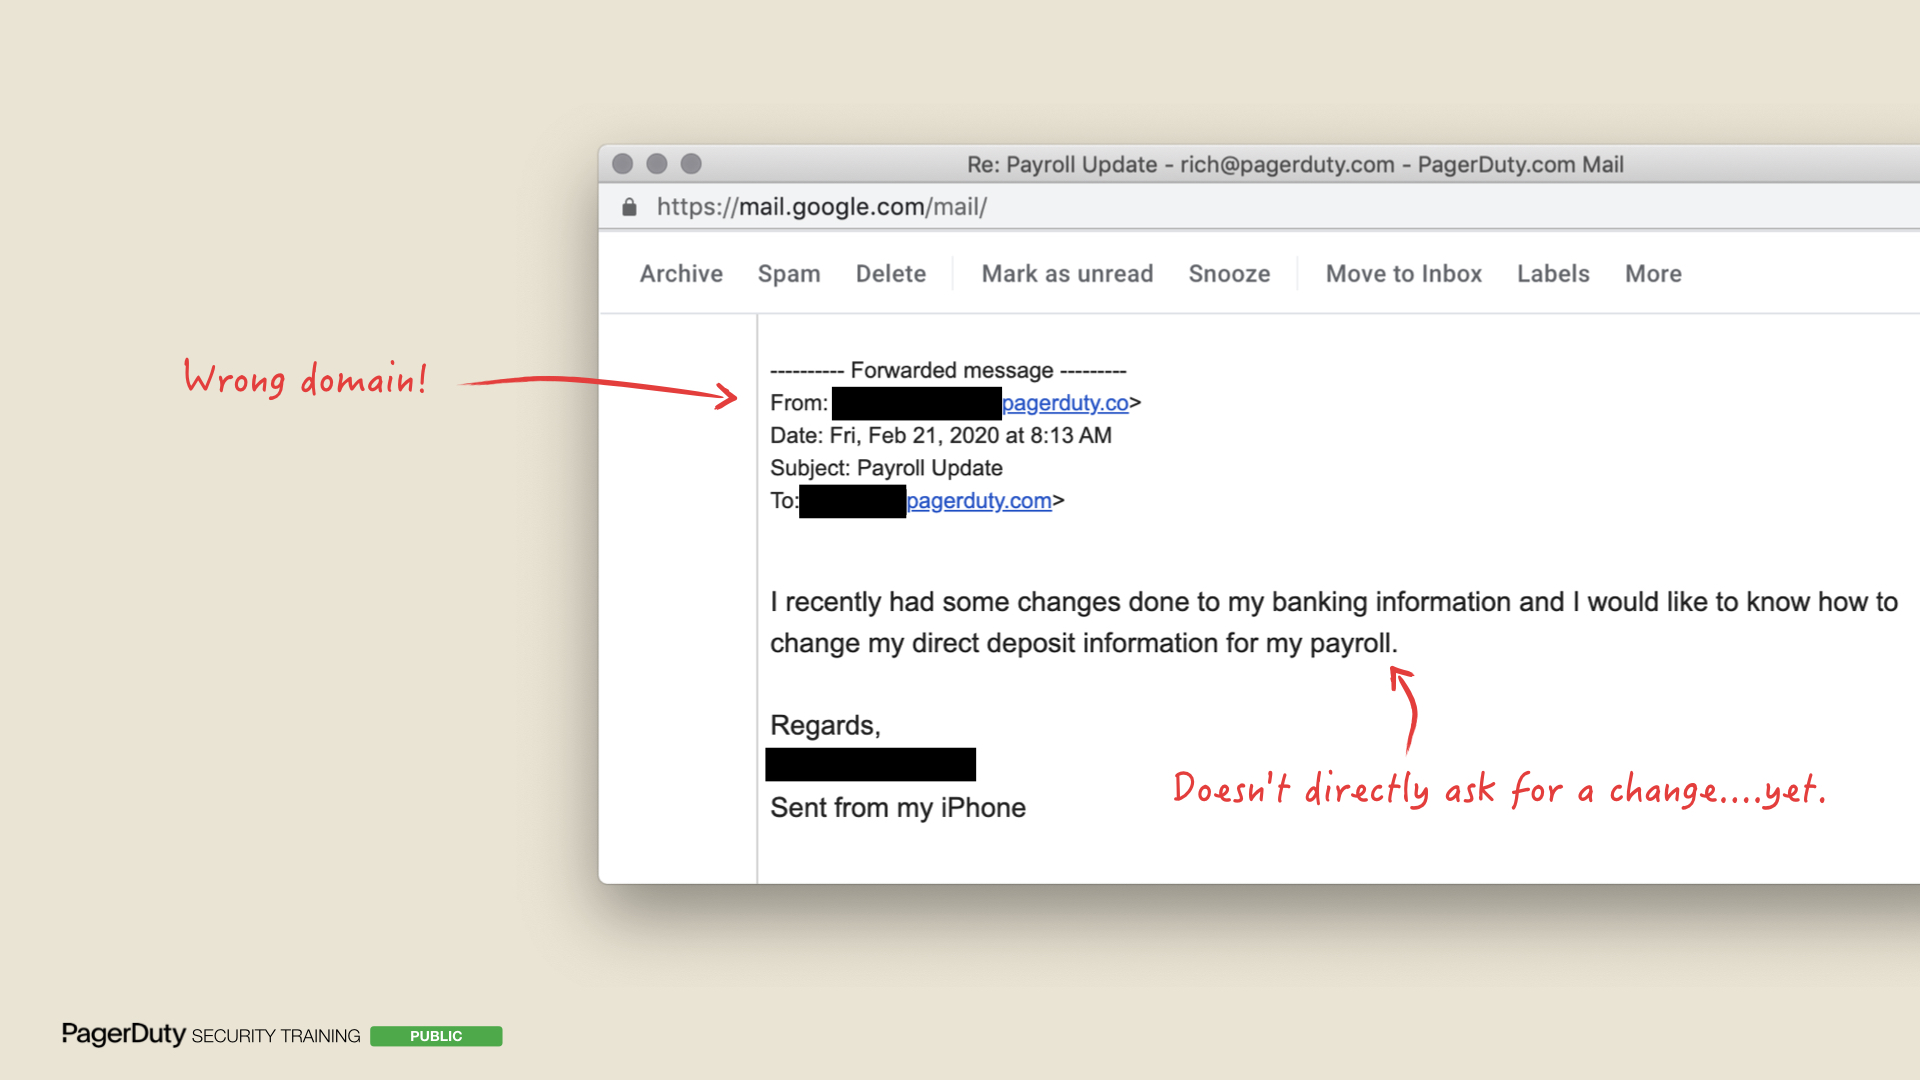 Re: Payroll Update - rich@pagerduty.com - PagerDuty.com Mail
https://mail.google.com/mail/
Archive Spam Delete Mark as unread Snooze Move to Inbox Labels More
Wrong domain!
---------- Forwarded message ---------
From: pagerduty.co>
Date: Fri, Feb 21, 2020 at 8:13 AM
Subject: Payroll Update
To: pagerduty.com>
I recently had some changes done to my banking information and I would like to know how to
change my direct deposit information for my payroll.
Regards,
Sent from my iPhone
Doesn't directly ask for a change....yet.
PagerDuty SECURITY TRAINING PUBLIC